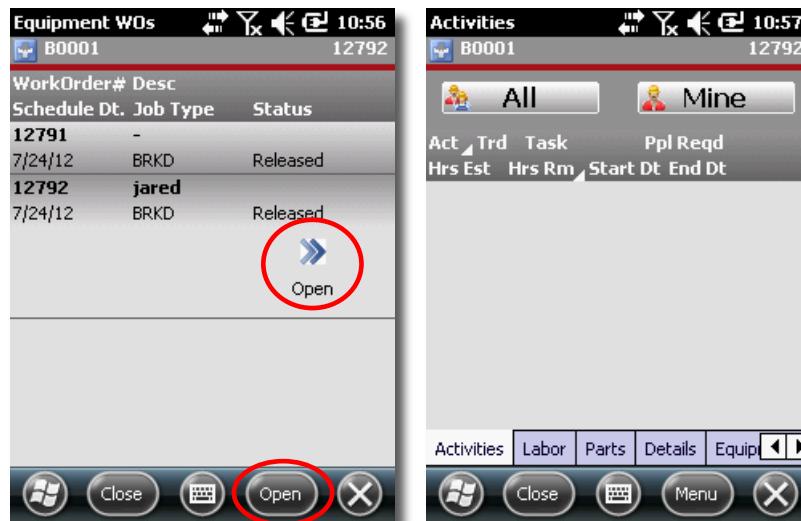 Equipment WOs 10:56
B0001 12792
WorkOrder# Desc
Schedule Dt. Job Type Status
12791 -
7/24/12 BRKD Released
12792 jared
7/24/12 BRKD Released
Open
Close Open
Activities 10:57
B0001 12792
All Mine
Act Trd Task Ppl Reqd
Hrs Est Hrs Rm Start Dt End Dt
Activities Labor Parts Details Equip
Close Menu